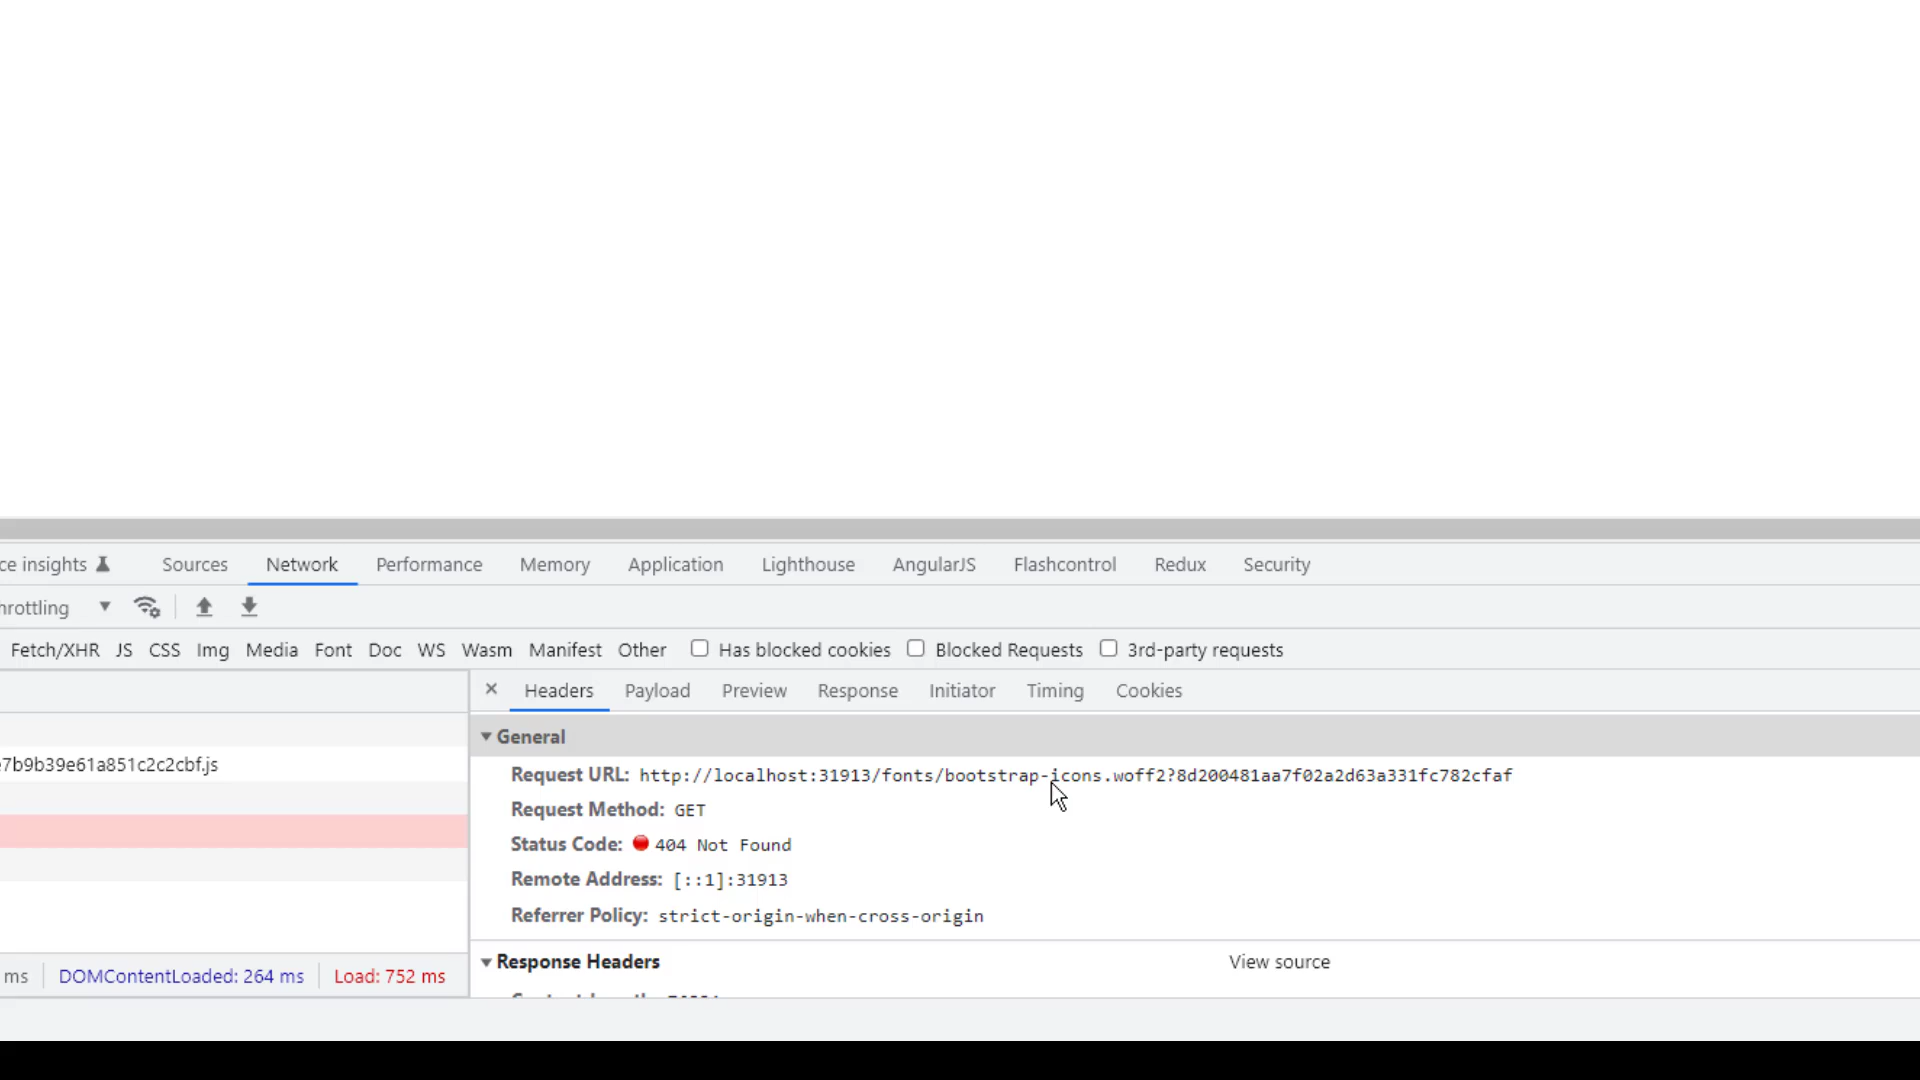 ce insights Sources Network Performance Memory Application Lighthouse AngularJS Flashcontrol Redux Security
hrottling
Fetch/XHR JS CSS Img Media Font Doc WS Wasm Manifest Other Has blocked cookies Blocked Requests 3rd-party requests
× Headers Payload Preview Response Initiator Timing Cookies
General
e7b9b39e61a851c2c2cbf.js
Request URL: http://localhost:31913/fonts/bootstrap-icons.woff2?8d200481aa7f02a2d63a331fc782cfaf
Request Method: GET
Status Code: 404 Not Found
Remote Address: [::1]:31913
Referrer Policy: strict-origin-when-cross-origin
Response Headers View source
ms DOMContentLoaded: 264 ms Load: 752 ms